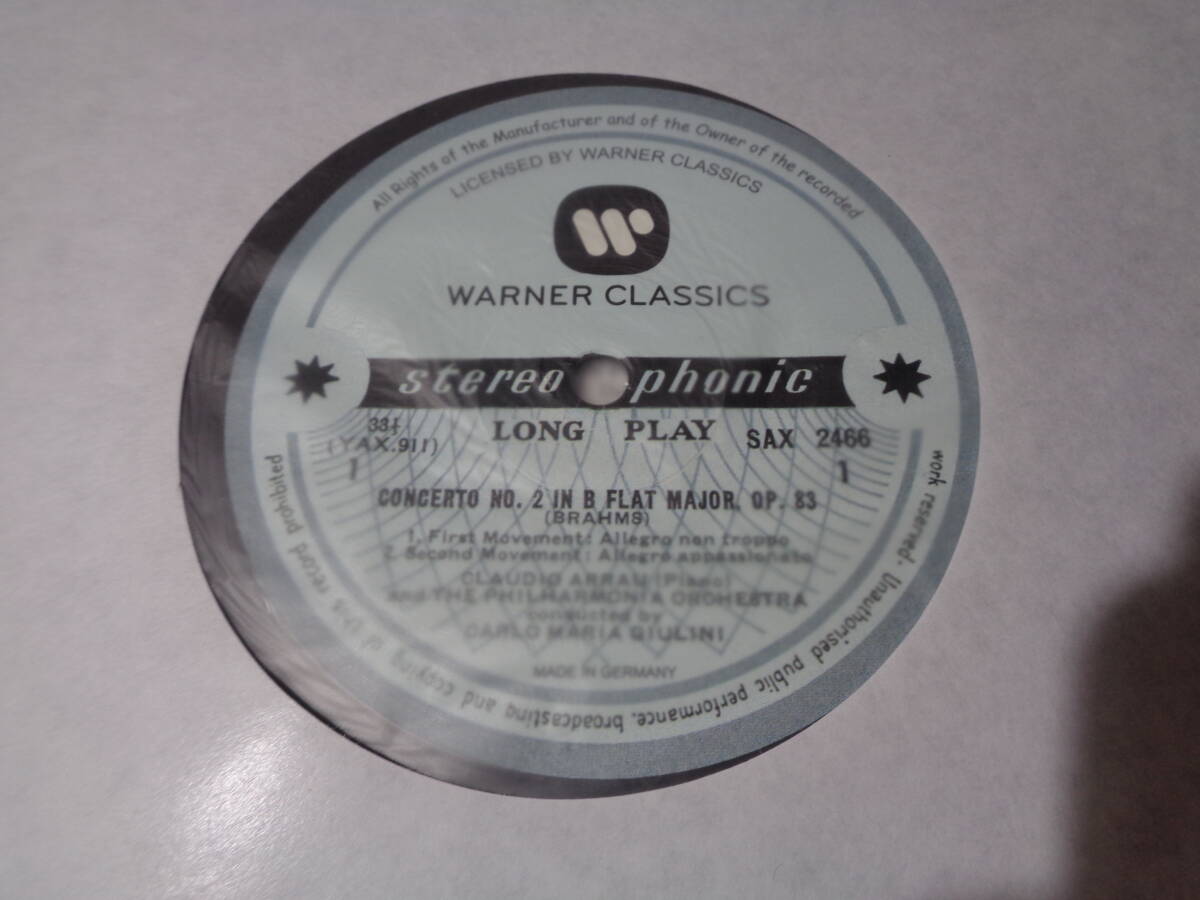 All Rights of the Manufacturer and of the Owner of the recorded work reserved. Unauthorised public performance, broadcasting and copying of this record prohibited
LICENSED BY WARNER CLASSICS
WARNER CLASSICS
stereophonic
33⅓ LONG PLAY SAX 2466
(YAX.911)
1 1
CONCERTO NO. 2 IN B FLAT MAJOR, OP. 83
(BRAHMS)
1. First Movement: Allegro non troppo
2. Second Movement: Allegro appassionato
CLAUDIO ARRAU (Piano)
and THE PHILHARMONIA ORCHESTRA
conducted by
CARLO MARIA GIULINI
MADE IN GERMANY